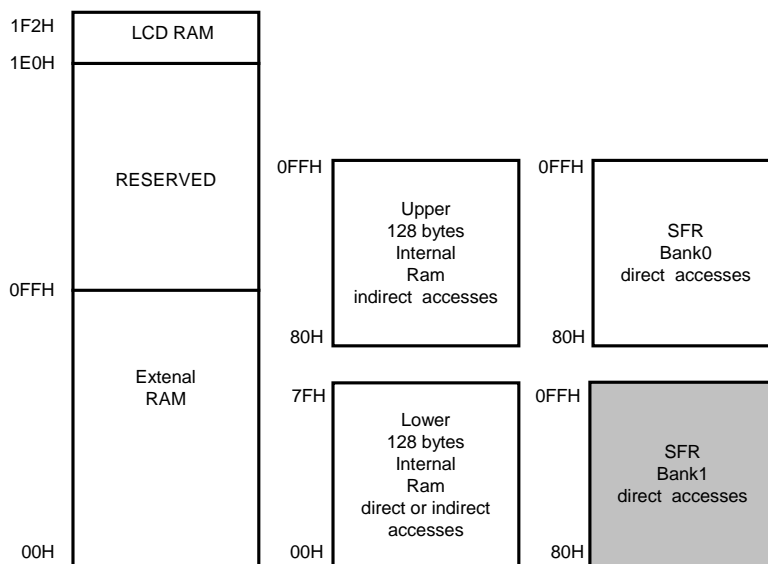 1F2H
LCD RAM
1E0H
RESERVED
0FFH
Extenal
RAM
00H
0FFH
Upper
128 bytes
Internal
Ram
indirect accesses
80H
7FH
Lower
128 bytes
Internal
Ram
direct or indirect
accesses
00H
0FFH
SFR
Bank0
direct accesses
80H
0FFH
SFR
Bank1
direct accesses
80H